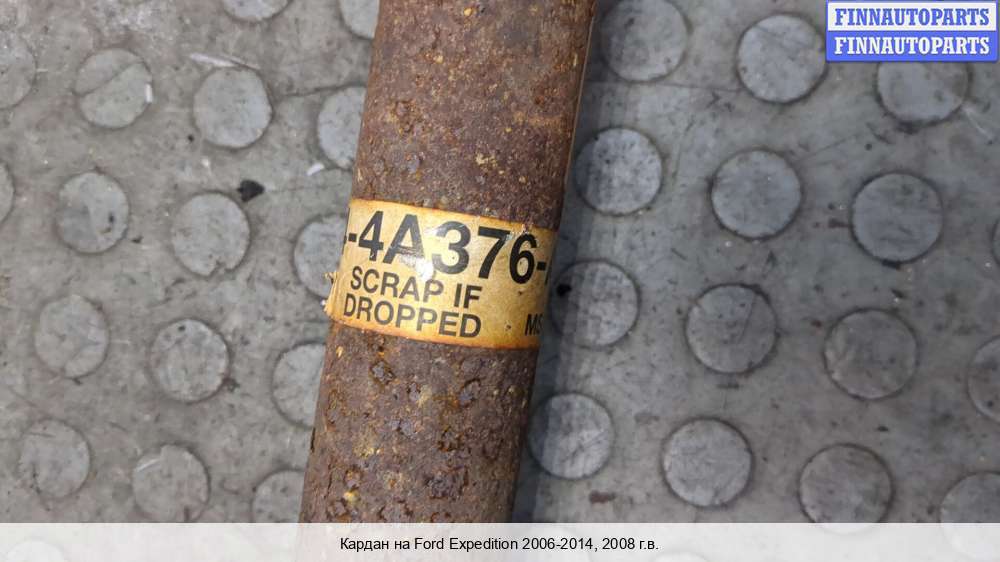 FINNAUTOPARTS
FINNAUTOPARTS
-4A376-
SCRAP IF
DROPPED MS
Кардан на Ford Expedition 2006-2014, 2008 г.в.